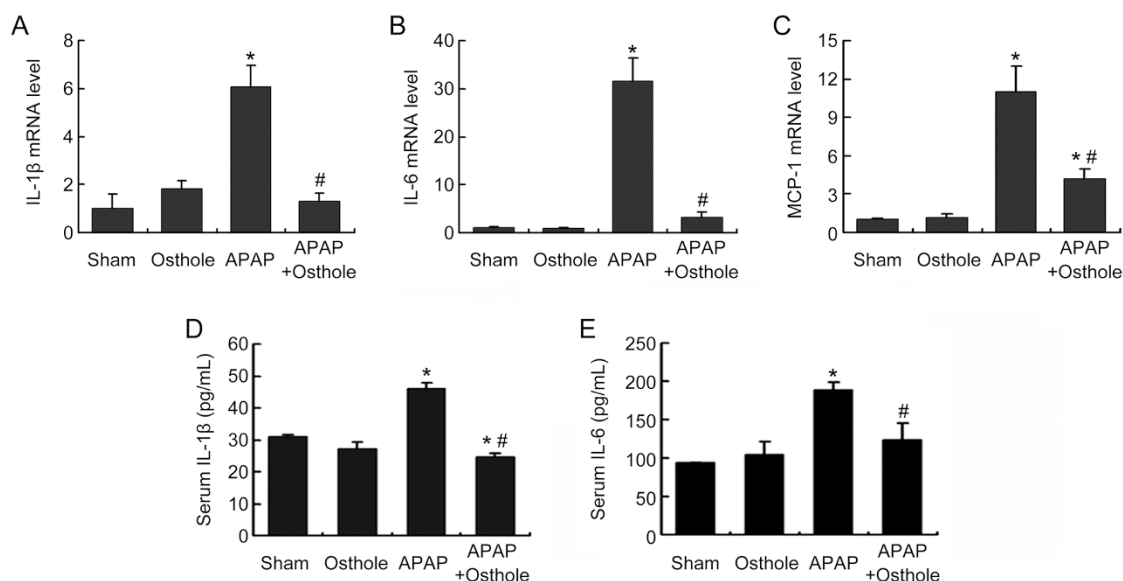 A
IL-1β mRNA level
8
6
4
2
0
*
#
Sham
Osthole
APAP
APAP
+Osthole
B
IL-6 mRNA level
40
30
20
10
0
*
#
Sham
Osthole
APAP
APAP
+Osthole
C
MCP-1 mRNA level
15
12
9
6
3
0
*
* #
Sham
Osthole
APAP
APAP
+Osthole
D
Serum IL-1β (pg/mL)
60
50
40
30
20
10
0
*
* #
Sham
Osthole
APAP
APAP
+Osthole
E
Serum IL-6 (pg/mL)
250
200
150
100
50
0
*
#
Sham
Osthole
APAP
APAP
+Osthole